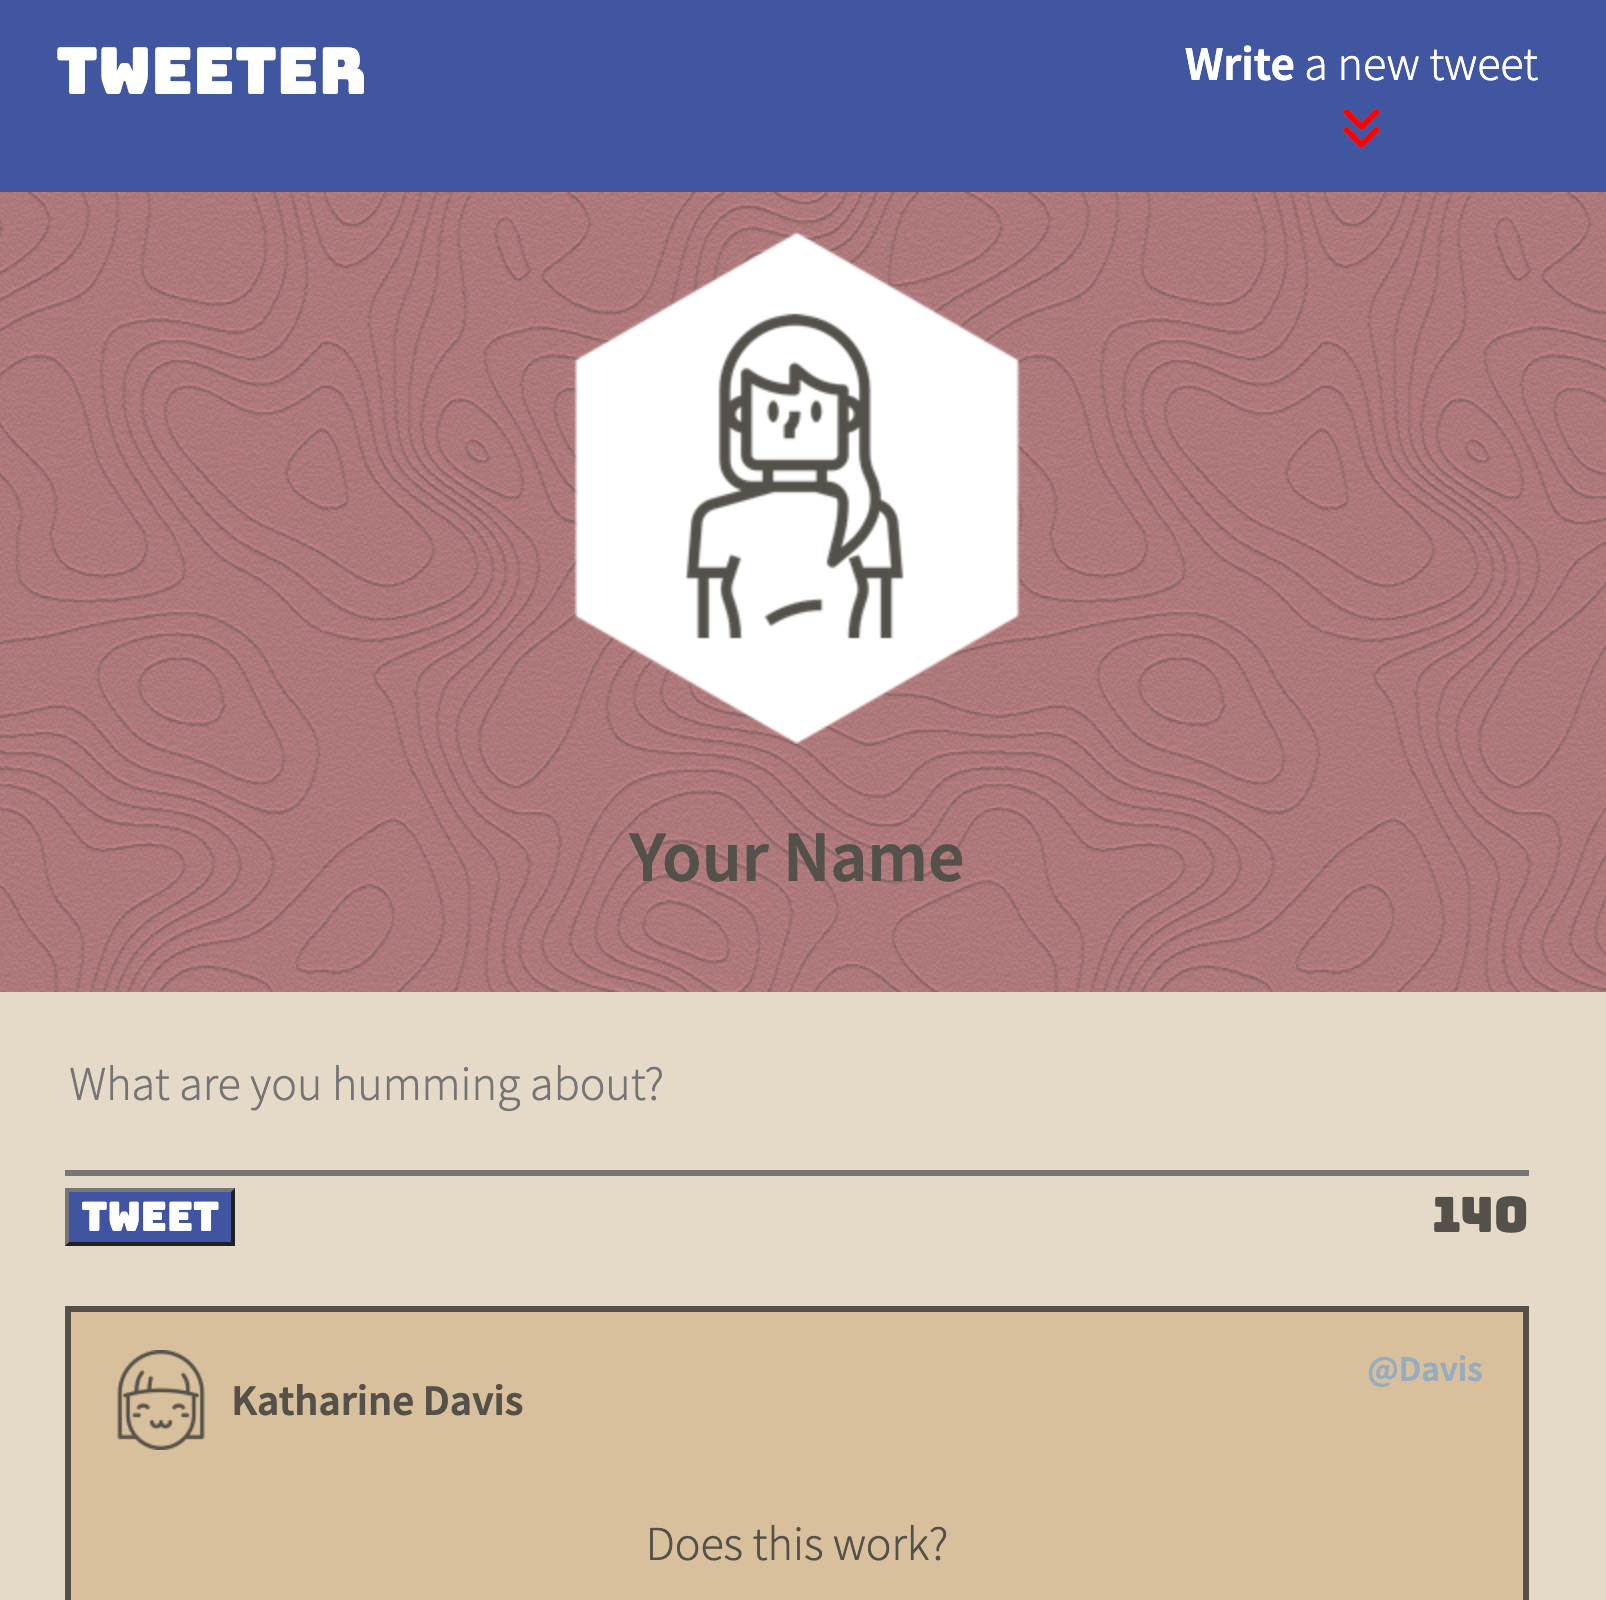 TWEETER
Write a new tweet
Your Name
What are you humming about?
TWEET
140
Katharine Davis
@Davis
Does this work?